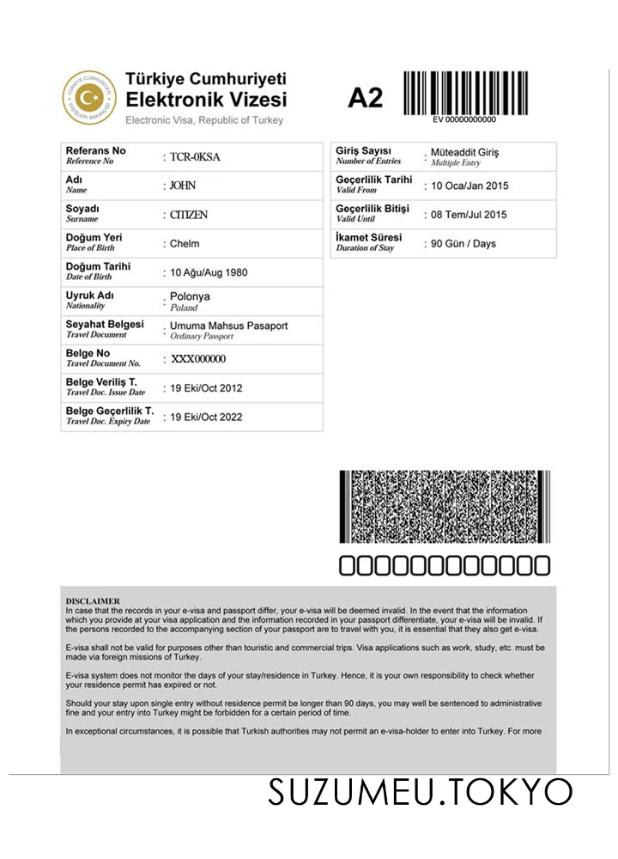 Türkiye Cumhuriyeti
Elektronik Vizesi
Electronic Visa, Republic of Turkey
A2
EV 00000000000
Referans No
Reference No
: TCR-0KSA
Adı
Name
: JOHN
Soyadı
Surname
: CITIZEN
Doğum Yeri
Place of Birth
: Chelm
Doğum Tarihi
Date of Birth
: 10 Ağu/Aug 1980
Uyruk Adı
Nationality
: Polonya
Poland
Seyahat Belgesi
Travel Document
: Umuma Mahsus Pasaport
Ordinary Passport
Belge No
Travel Document No.
: XXX000000
Belge Veriliş T.
Travel Doc. Issue Date
: 19 Eki/Oct 2012
Belge Geçerlilik T.
Travel Doc. Expiry Date
: 19 Eki/Oct 2022
Giriş Sayısı
Number of Entries
: Müteaddit Giriş
Multiple Entry
Geçerlilik Tarihi
Valid From
: 10 Oca/Jan 2015
Geçerlilik Bitişi
Valid Until
: 08 Tem/Jul 2015
İkamet Süresi
Duration of Stay
: 90 Gün / Days
000000000000
DISCLAIMER
In case that the records in your e-visa and passport differ, your e-visa will be deemed invalid. In the event that the information
which you provide at your visa application and the information recorded in your passport differentiate, your e-visa will be invalid. If
the persons recorded to the accompanying section of your passport are to travel with you, it is essential that they also get e-visa.
E-visa shall not be valid for purposes other than touristic and commercial trips. Visa applications such as work, study, etc. must be
made via foreign missions of Turkey.
E-visa system does not monitor the days of your stay/residence in Turkey. Hence, it is your own responsibility to check whether
your residence permit has expired or not.
Should your stay upon single entry without residence permit be longer than 90 days, you may well be sentenced to administrative
fine and your entry into Turkey might be forbidden for a certain period of time.
In exceptional circumstances, it is possible that Turkish authorities may not permit an e-visa-holder to enter into Turkey. For more
SUZUMEU.TOKYO